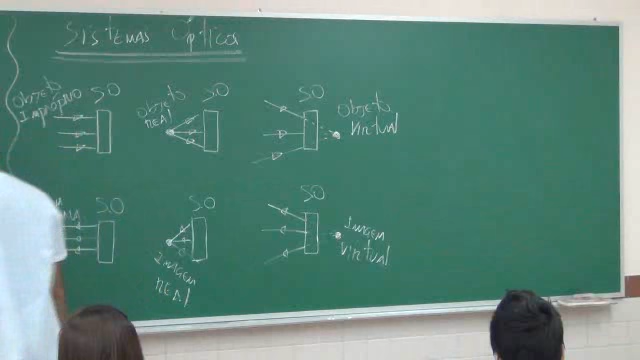 Sistemas Ópticos
Objeto
Impróprio
SO
Objeto
Real
SO
SO
Objeto
Virtual
SO
SO
Imagem
Real
SO
Imagem
Virtual